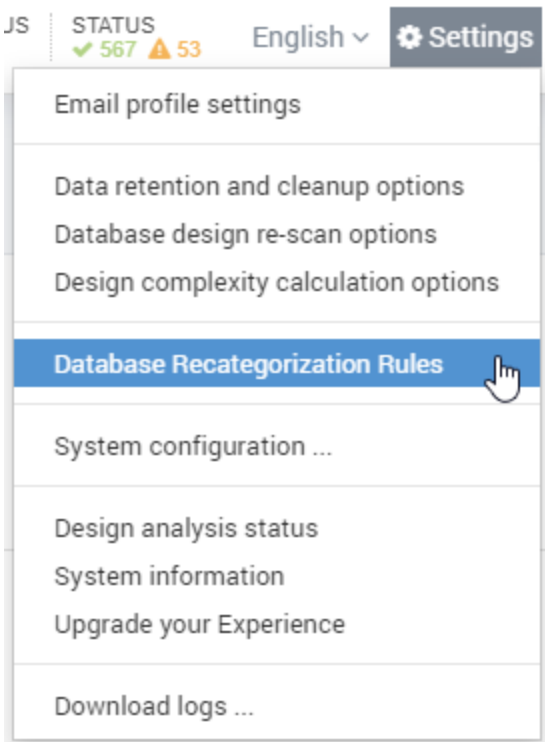 US
STATUS
567 53
English
Settings
Email profile settings
Data retention and cleanup options
Database design re-scan options
Design complexity calculation options
Database Recategorization Rules
System configuration ...
Design analysis status
System information
Upgrade your Experience
Download logs ...